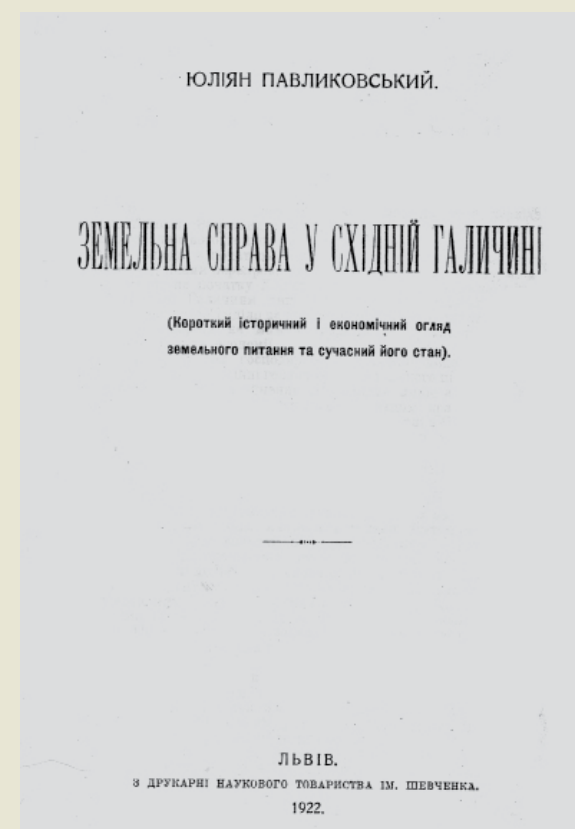 ЮЛІЯН ПАВЛИКОВСЬКИЙ.
ЗЕМЕЛЬНА СПРАВА У СХІДНІЙ ГАЛИЧИНІ
(Короткий історичний і економічний огляд
земельного питання та сучасний його стан).
ЛЬВІВ.
З ДРУКАРНІ НАУКОВОГО ТОВАРИСТВА ІМ. ШЕВЧЕНКА.
1922.